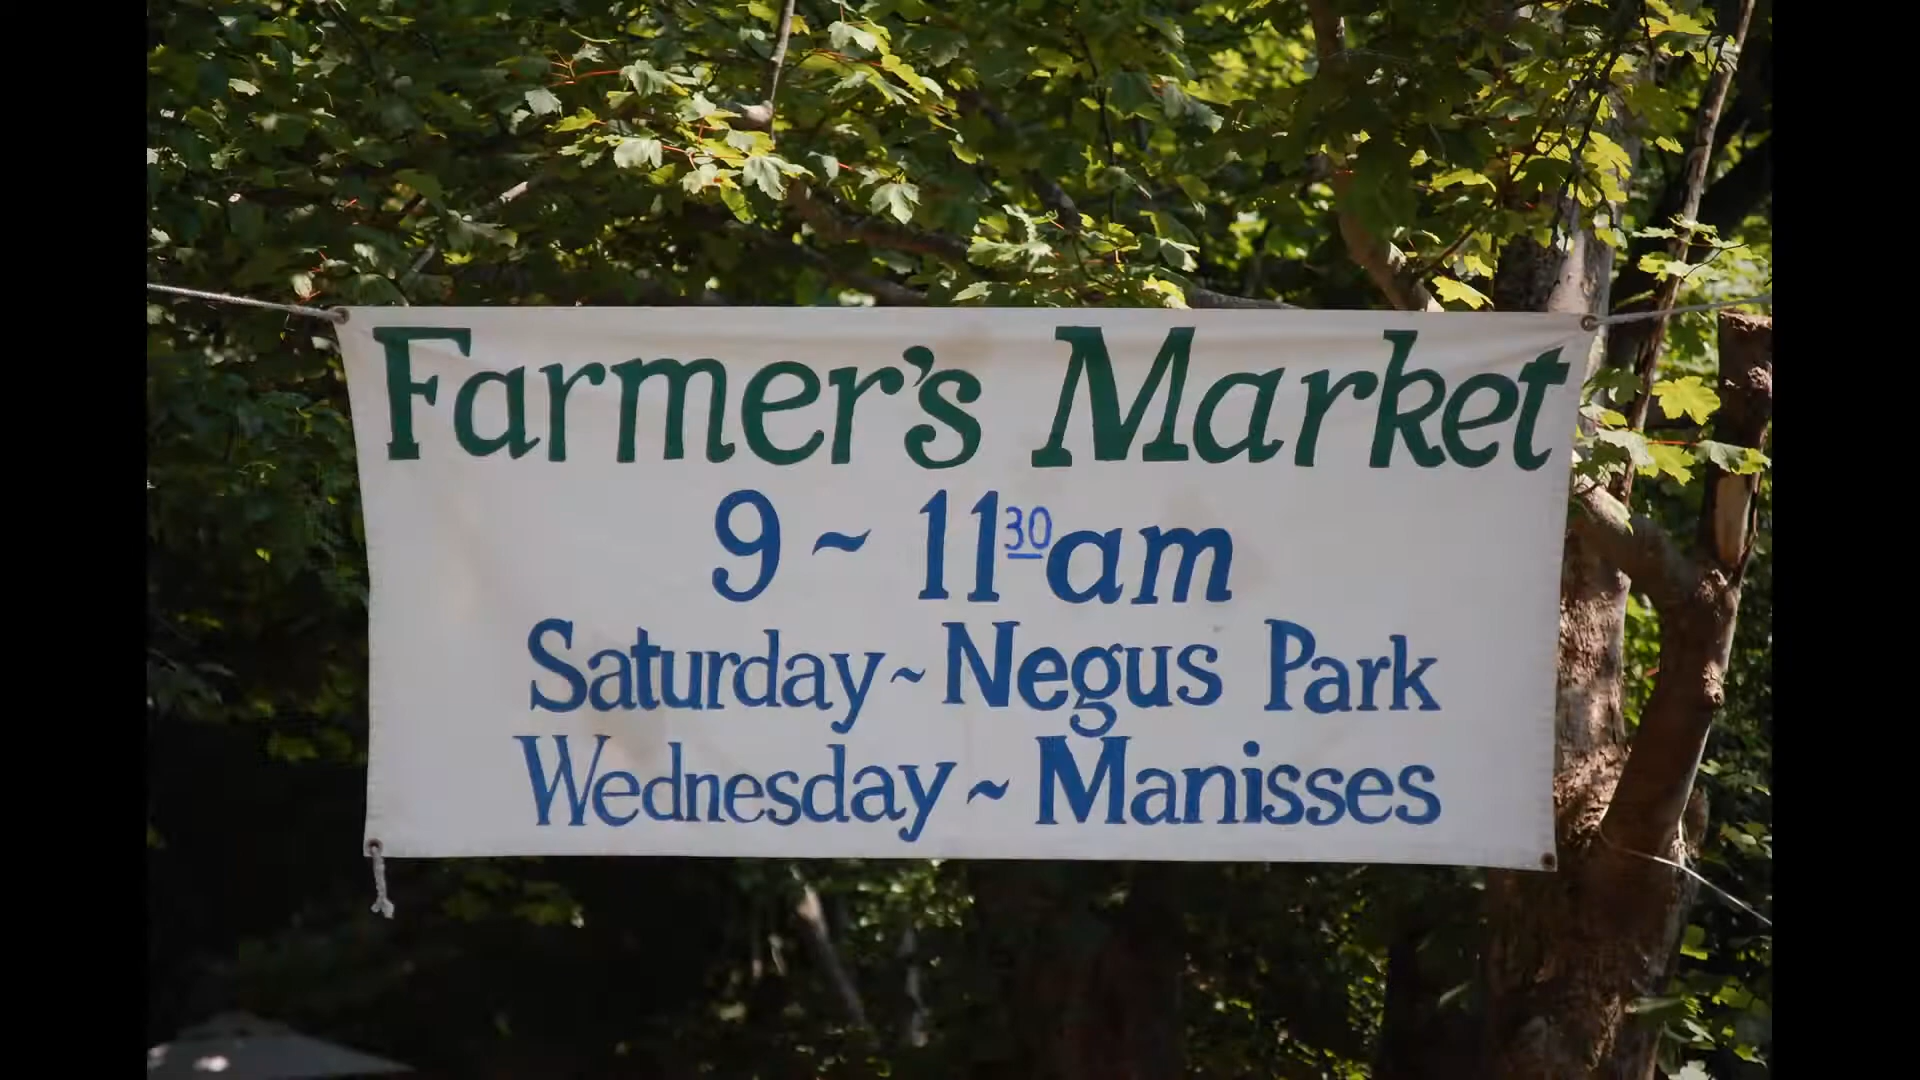 Farmer's Market
9 ~ 1130am
Saturday ~ Negus Park
Wednesday ~ Manisses